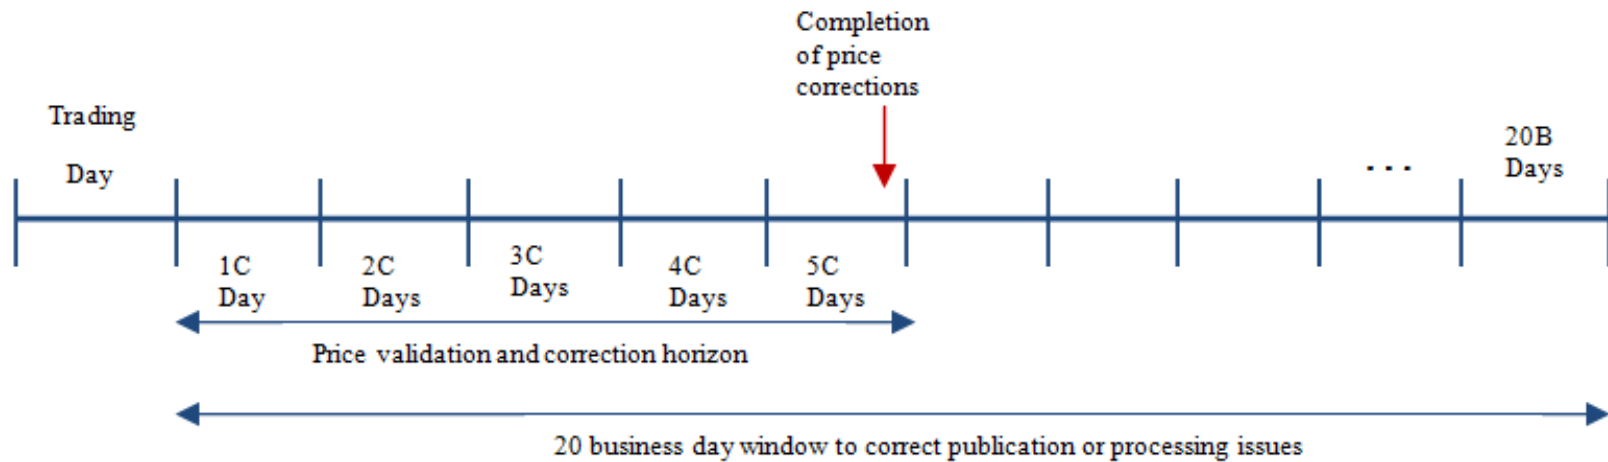 Completion
of price
corrections
Trading
Day
20B
Days
...
1C
Day
2C
Days
3C
Days
4C
Days
5C
Days
Price validation and correction horizon
20 business day window to correct publication or processing issues